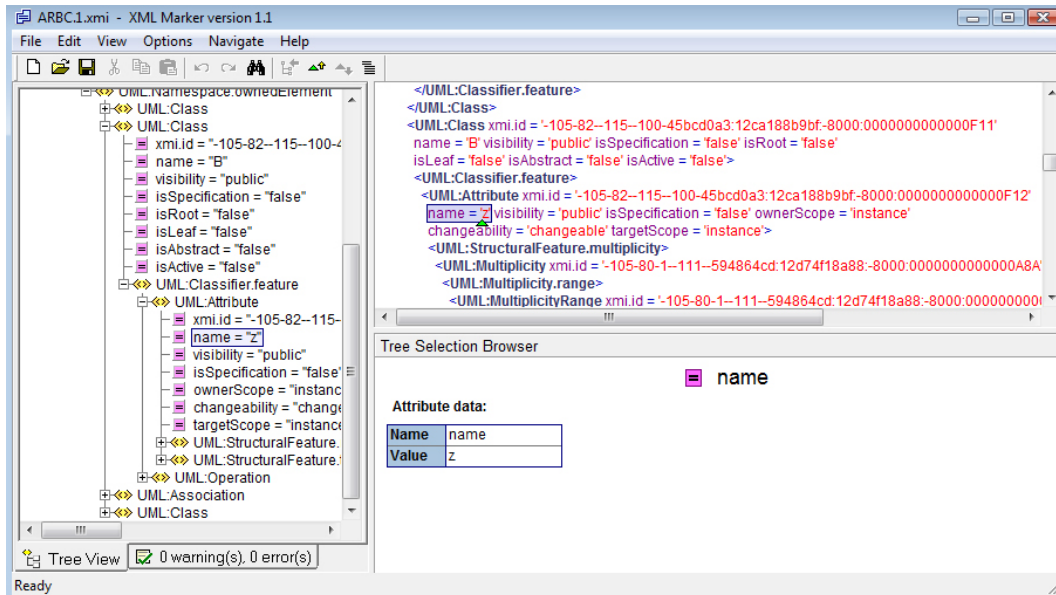 ARBC.1.xmi - XML Marker version 1.1
File Edit View Options Navigate Help
UML:Namespace.ownedElement
UML:Class
UML:Class
xmi.id = "-105-82--115--100-4
name = "B"
visibility = "public"
isSpecification = "false"
isRoot = "false"
isLeaf = "false"
isAbstract = "false"
isActive = "false"
UML:Classifier.feature
UML:Attribute
xmi.id = "-105-82--115-
name = "z"
visibility = "public"
isSpecification = "false"
ownerScope = "instanc
changeability = "change
targetScope = "instance
UML:StructuralFeature.
UML:StructuralFeature.
UML:Operation
UML:Association
UML:Class
Tree View 0 warning(s), 0 error(s)
</UML:Classifier.feature>
</UML:Class>
<UML:Class xmi.id = '-105-82--115--100-45bcd0a3:12ca188b9bf:-8000:0000000000000F11'
name = 'B' visibility = 'public' isSpecification = 'false' isRoot = 'false'
isLeaf = 'false' isAbstract = 'false' isActive = 'false'>
<UML:Classifier.feature>
<UML:Attribute xmi.id = '-105-82--115--100-45bcd0a3:12ca188b9bf:-8000:0000000000000F12'
name = 'z' visibility = 'public' isSpecification = 'false' ownerScope = 'instance'
changeability = 'changeable' targetScope = 'instance'>
<UML:StructuralFeature.multiplicity>
<UML:Multiplicity xmi.id = '-105-80-1--111--594864cd:12d74f18a88:-8000:0000000000000A8A'
<UML:Multiplicity.range>
<UML:MultiplicityRange xmi.id = '-105-80-1--111--594864cd:12d74f18a88:-8000:000000000
Tree Selection Browser
name
Attribute data:
Name name
Value z
Ready